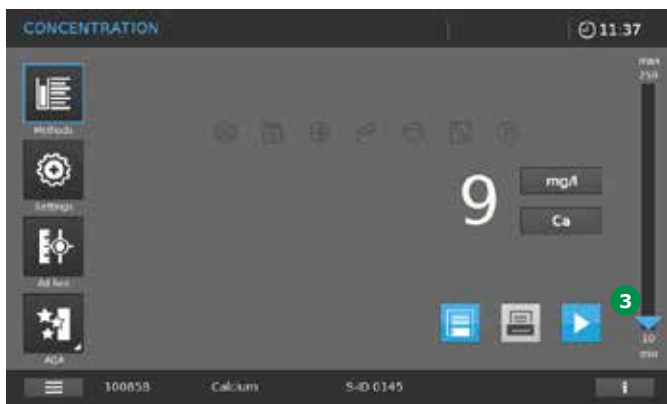 CONCENTRATION
11:37
max
250
Methods
Settings
9
mg/l
Ca
Ad hoc
3
AQA
10
min
100858
Calcium
S-ID 0145
i